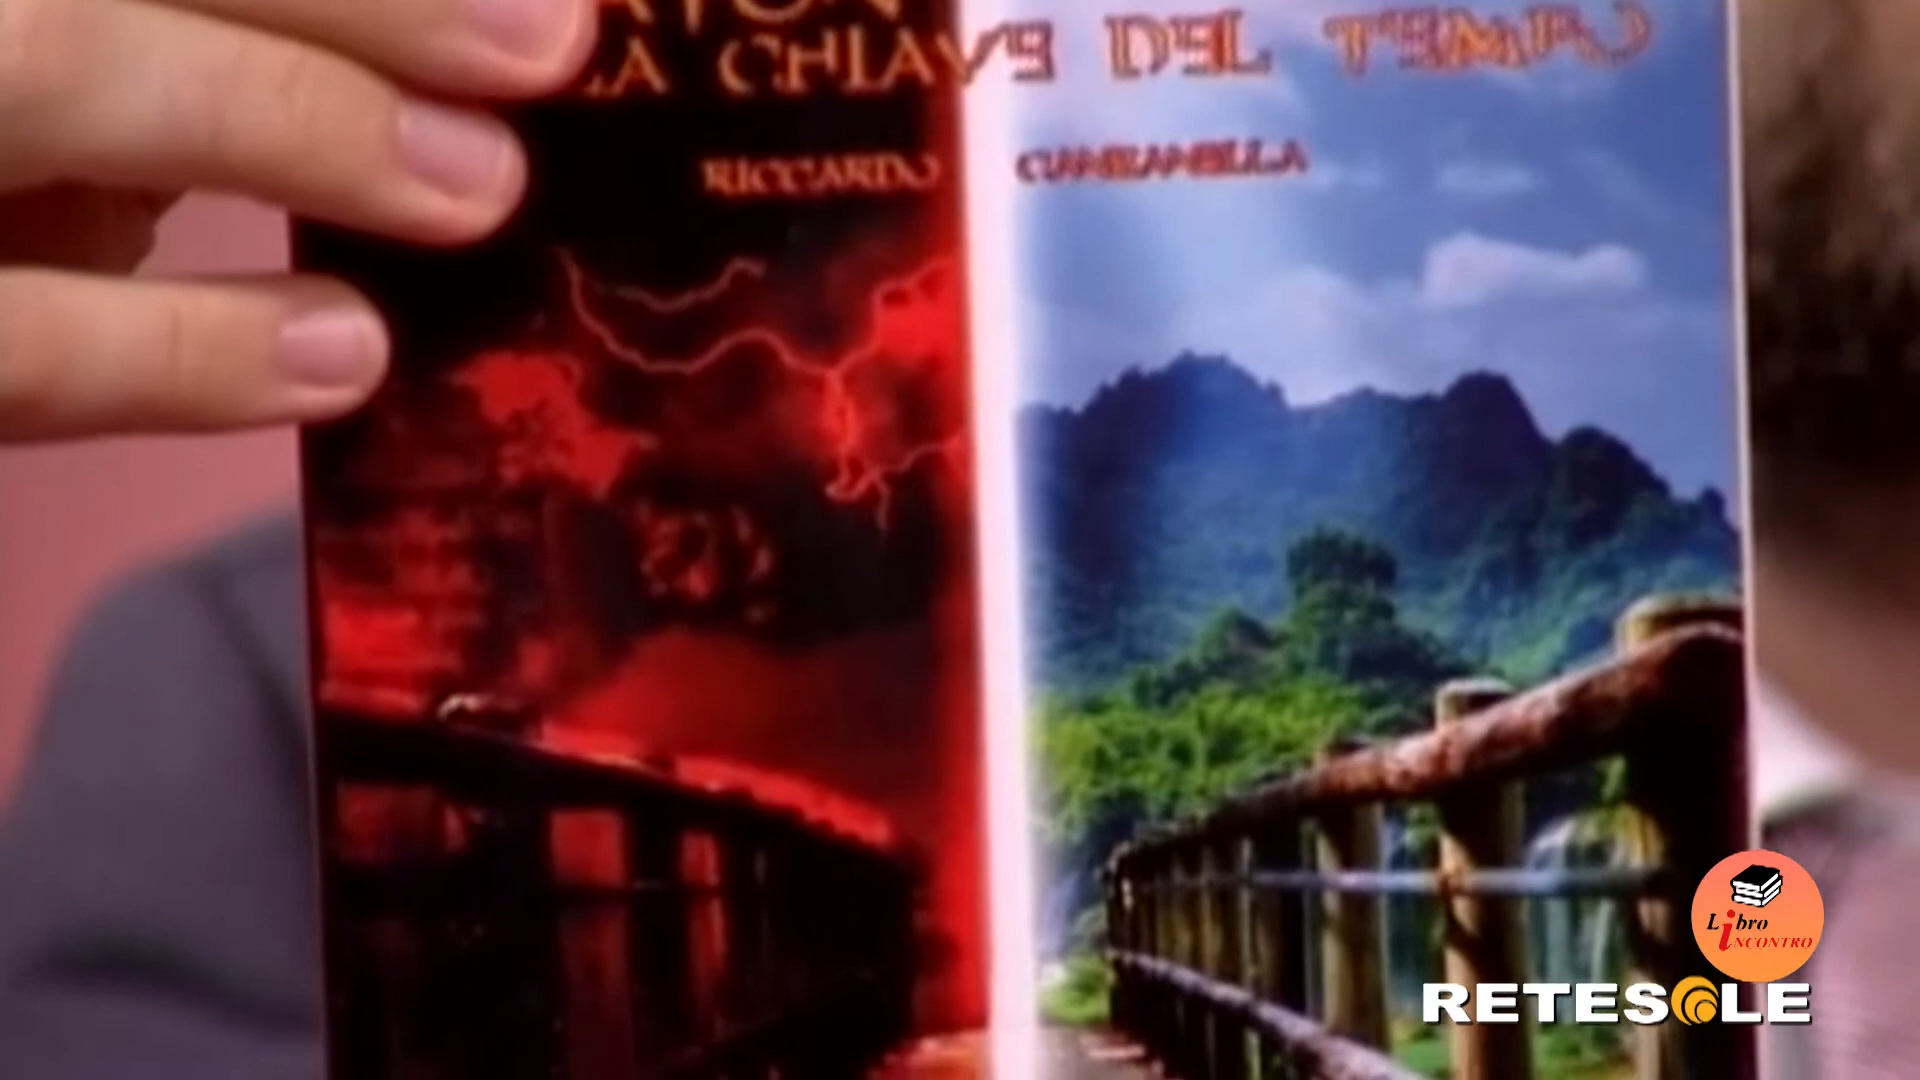 LA CHIAVE DEL TEMPO
RICCARDO
Libro
iNCONTRO
RETESOLE